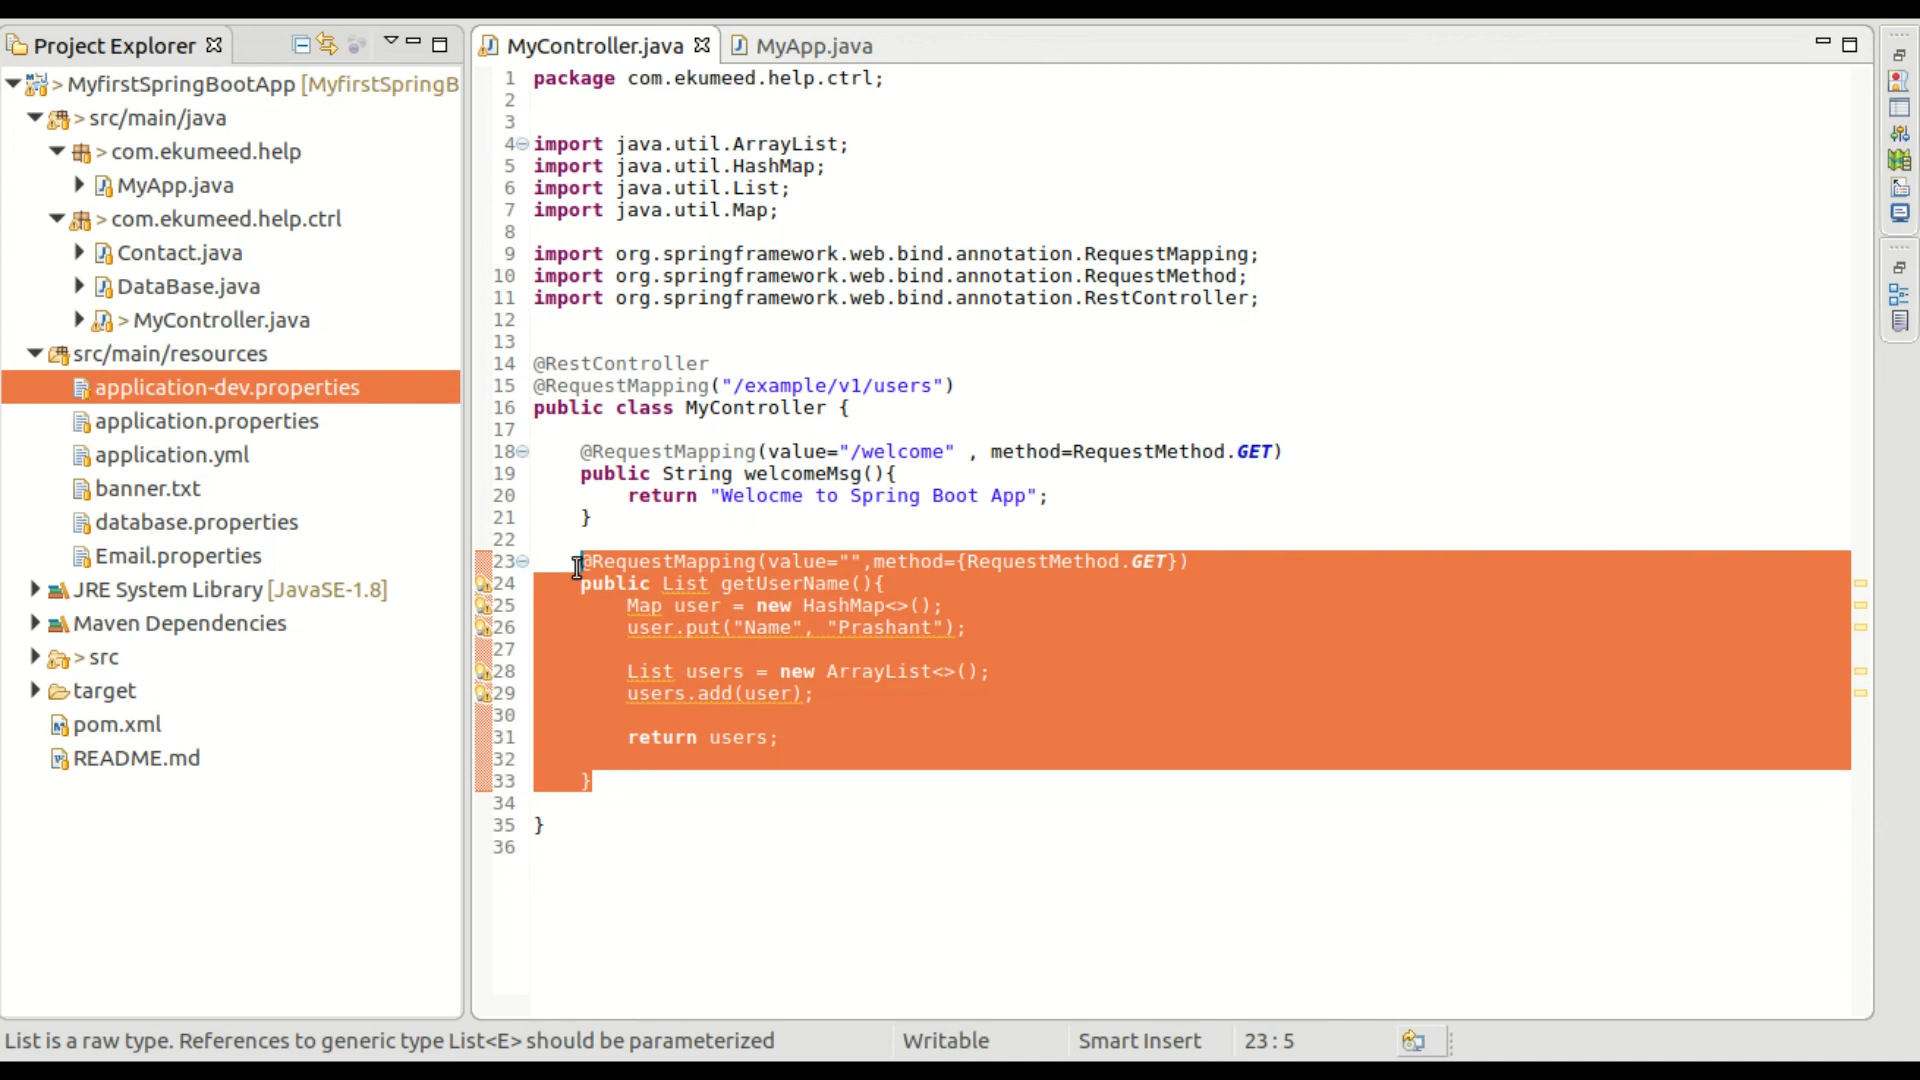 Project Explorer
> MyfirstSpringBootApp [MyfirstSpringB
> src/main/java
> com.ekumeed.help
MyApp.java
> com.ekumeed.help.ctrl
Contact.java
DataBase.java
> MyController.java
src/main/resources
application-dev.properties
application.properties
application.yml
banner.txt
database.properties
Email.properties
JRE System Library [JavaSE-1.8]
Maven Dependencies
> src
target
pom.xml
README.md
MyController.java MyApp.java
1 package com.ekumeed.help.ctrl;
2
3
4 import java.util.ArrayList;
5 import java.util.HashMap;
6 import java.util.List;
7 import java.util.Map;
8
9 import org.springframework.web.bind.annotation.RequestMapping;
10 import org.springframework.web.bind.annotation.RequestMethod;
11 import org.springframework.web.bind.annotation.RestController;
12
13
14 @RestController
15 @RequestMapping("/example/v1/users")
16 public class MyController {
17
18 @RequestMapping(value="/welcome" , method=RequestMethod.GET)
19 public String welcomeMsg(){
20 return "Welocme to Spring Boot App";
21 }
22
23 @RequestMapping(value="",method={RequestMethod.GET})
24 public List getUserName(){
25 Map user = new HashMap<>();
26 user.put("Name", "Prashant");
27
28 List users = new ArrayList<>();
29 users.add(user);
30
31 return users;
32
33 }
34
35 }
36
List is a raw type. References to generic type List<E> should be parameterized Writable Smart Insert 23 : 5